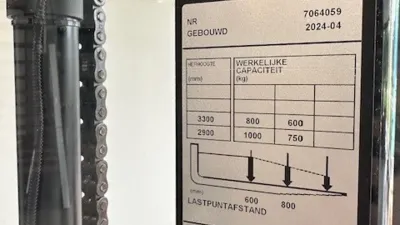 NR 7064059
GEBOUWD 2024-04
HEFHOOGTE WERKELIJKE
(mm) CAPACITEIT
(kg)
3300 800 600
2900 1000 750
(mm) 600 800
LASTPUNTAFSTAND